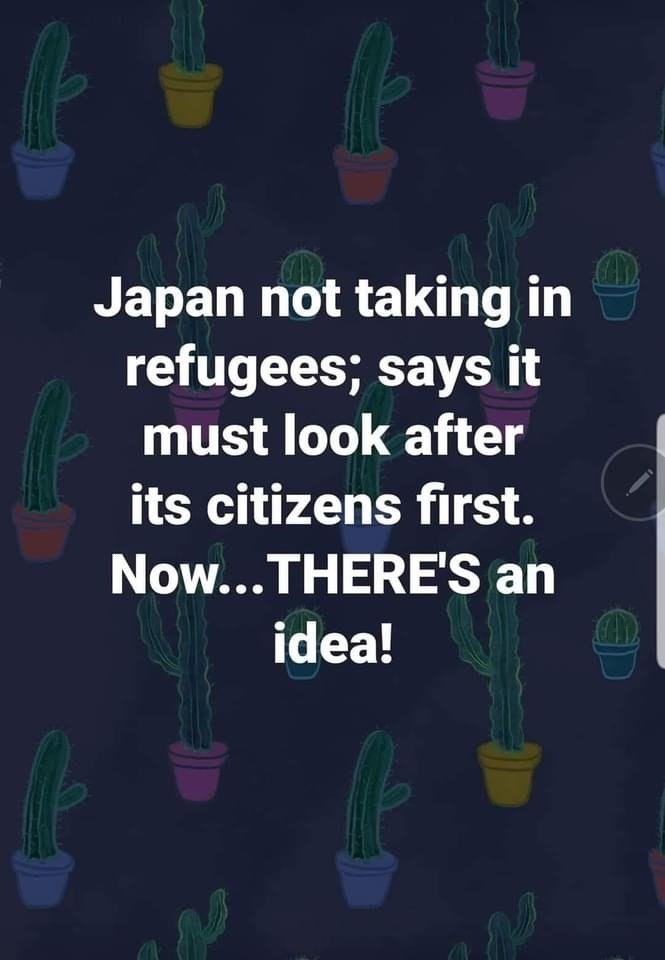 Japan not taking in
refugees; says it
must look after
its citizens first.
Now...THERE'S an
idea!